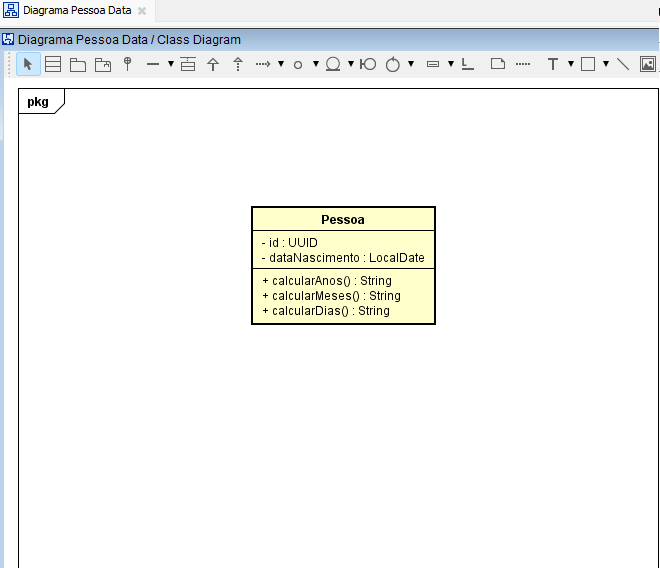 Diagrama Pessoa Data
Diagrama Pessoa Data / Class Diagram
T
pkg
Pessoa
- id : UUID
- dataNascimento : LocalDate
+ calcularAnos() : String
+ calcularMeses() : String
+ calcularDias() : String